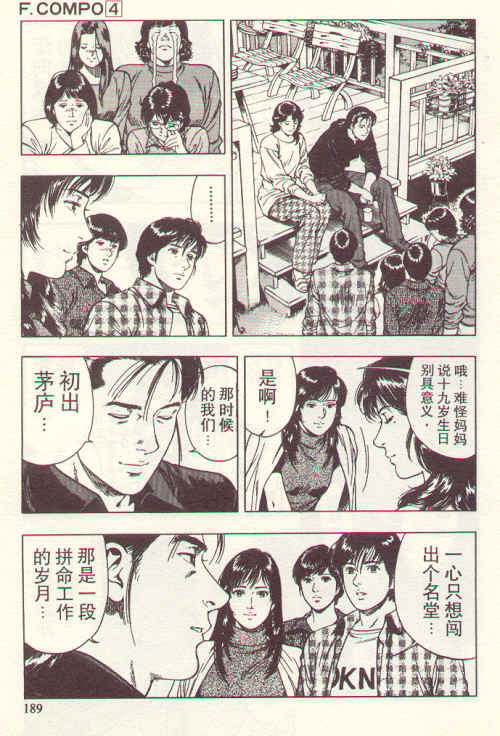 F. COMPO 4
………
哦…难怪妈妈
说十九岁生日
别具意义．
是啊！
那时候
的我们…
初出
茅庐…
一心只想闯
出个名堂…
那是一段
拼命工作
的岁月…
KN
189